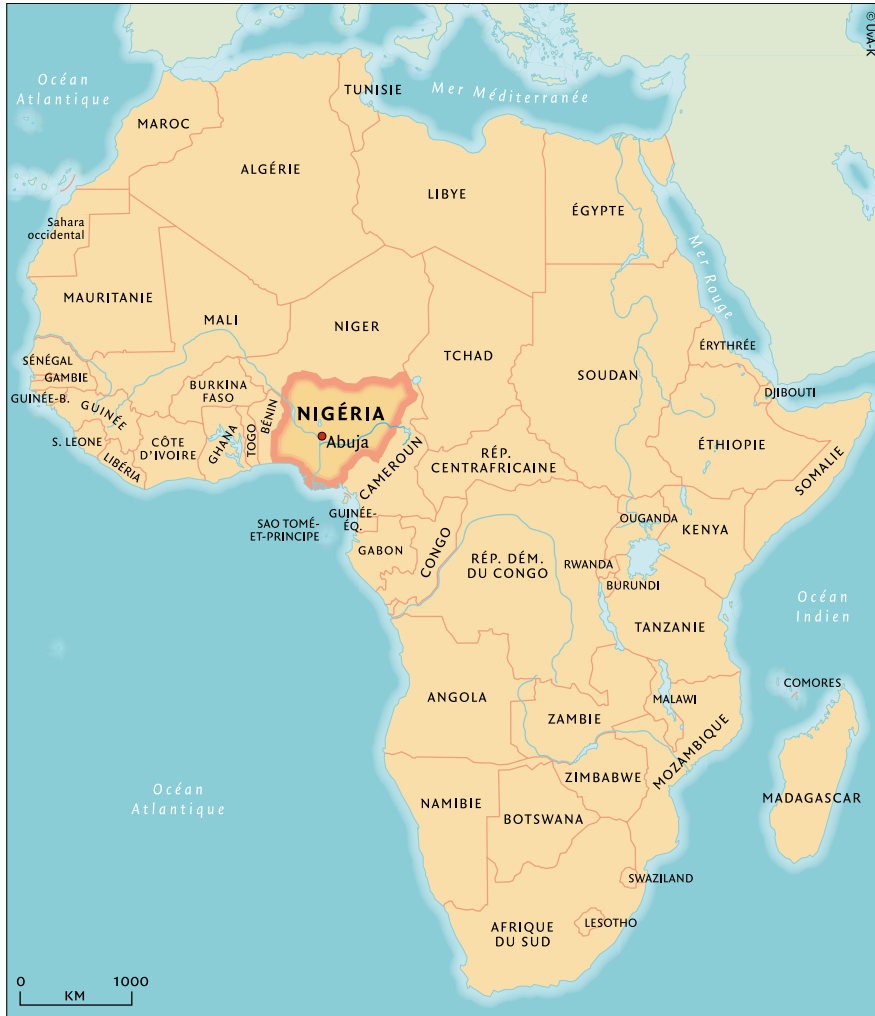 © UvA-K
Océan
Atlantique
Mer Méditerranée
TUNISIE
MAROC
ALGÉRIE
LIBYE
ÉGYPTE
Sahara
occidental
Mer Rouge
MAURITANIE
MALI
NIGER
TCHAD
SOUDAN
ÉRYTHRÉE
SÉNÉGAL
GAMBIE
GUINÉE-B.
GUINÉE
BURKINA
FASO
BÉNIN
NIGÉRIA
Abuja
DJIBOUTI
S. LEONE
LIBÉRIA
CÔTE
D'IVOIRE
GHANA
TOGO
CAMEROUN
RÉP.
CENTRAFRICAINE
ÉTHIOPIE
SOMALIE
SAO TOMÉ-
ET-PRINCIPE
GUINÉE-
ÉQ.
GABON
CONGO
RÉP. DÉM.
DU CONGO
OUGANDA
KENYA
RWANDA
BURUNDI
TANZANIE
Océan
Indien
ANGOLA
ZAMBIE
MALAWI
COMORES
MOZAMBIQUE
Océan
Atlantique
NAMIBIE
ZIMBABWE
BOTSWANA
MADAGASCAR
SWAZILAND
AFRIQUE
DU SUD
LESOTHO
0 1000
KM